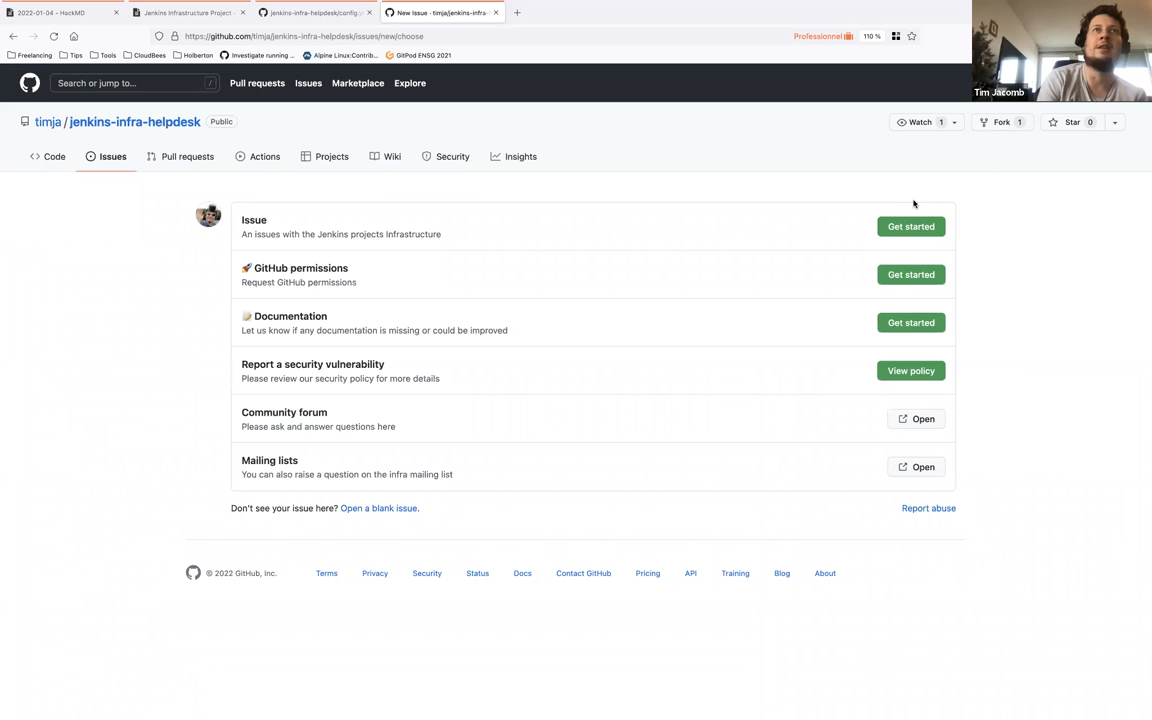 2022-01-04 - HackMD
Jenkins Infrastructure Project -
jenkins-infra-helpdesk/config.y
New Issue · timja/jenkins-infra-
https://github.com/timja/jenkins-infra-helpdesk/issues/new/choose
Professionnel
110 %
Freelancing
Tips
Tools
CloudBees
Holberton
Investigate running ...
Alpine Linux:Contrib...
GitPod ENSG 2021
Tim Jacomb
Search or jump to...
/
Pull requests
Issues
Marketplace
Explore
timja / jenkins-infra-helpdesk
Public
Watch 1
Fork 1
Star 0
Code
Issues
Pull requests
Actions
Projects
Wiki
Security
Insights
Issue
An issues with the Jenkins projects Infrastructure
Get started
GitHub permissions
Request GitHub permissions
Get started
Documentation
Let us know if any documentation is missing or could be improved
Get started
Report a security vulnerability
Please review our security policy for more details
View policy
Community forum
Please ask and answer questions here
Open
Mailing lists
You can also raise a question on the infra mailing list
Open
Don't see your issue here? Open a blank issue.
Report abuse
© 2022 GitHub, Inc.
Terms
Privacy
Security
Status
Docs
Contact GitHub
Pricing
API
Training
Blog
About